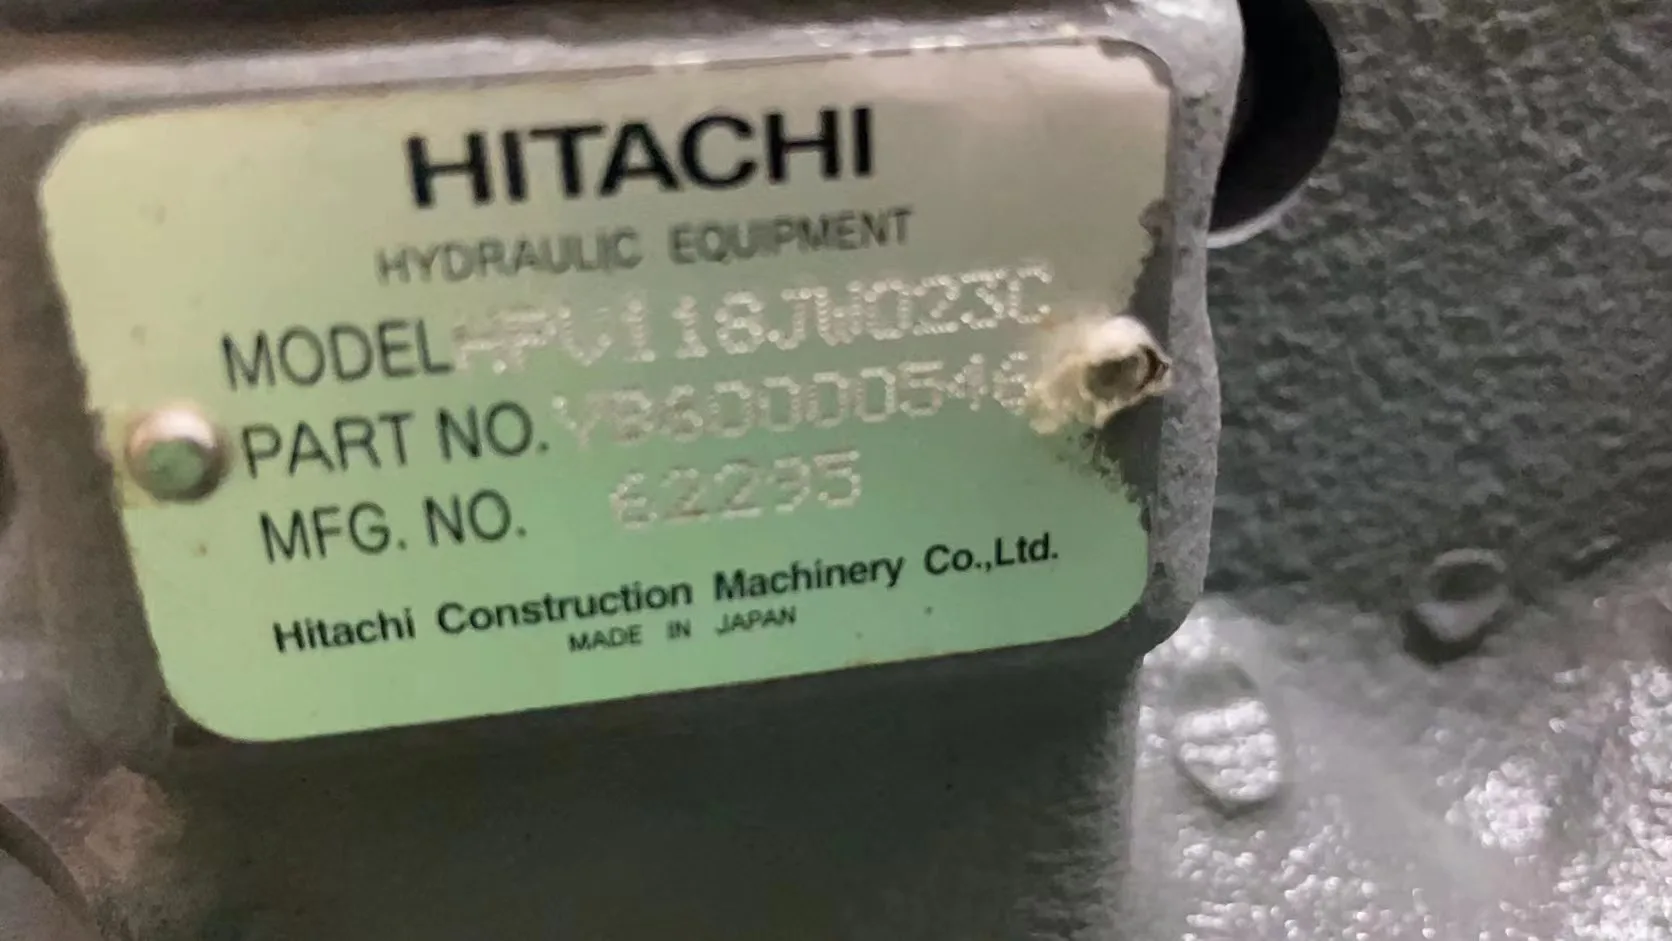 HITACHI
HYDRAULIC EQUIPMENT
MODEL HPV118JW023C
PART NO. YB60000546
MFG. NO. 62295
Hitachi Construction Machinery Co.,Ltd.
MADE IN JAPAN